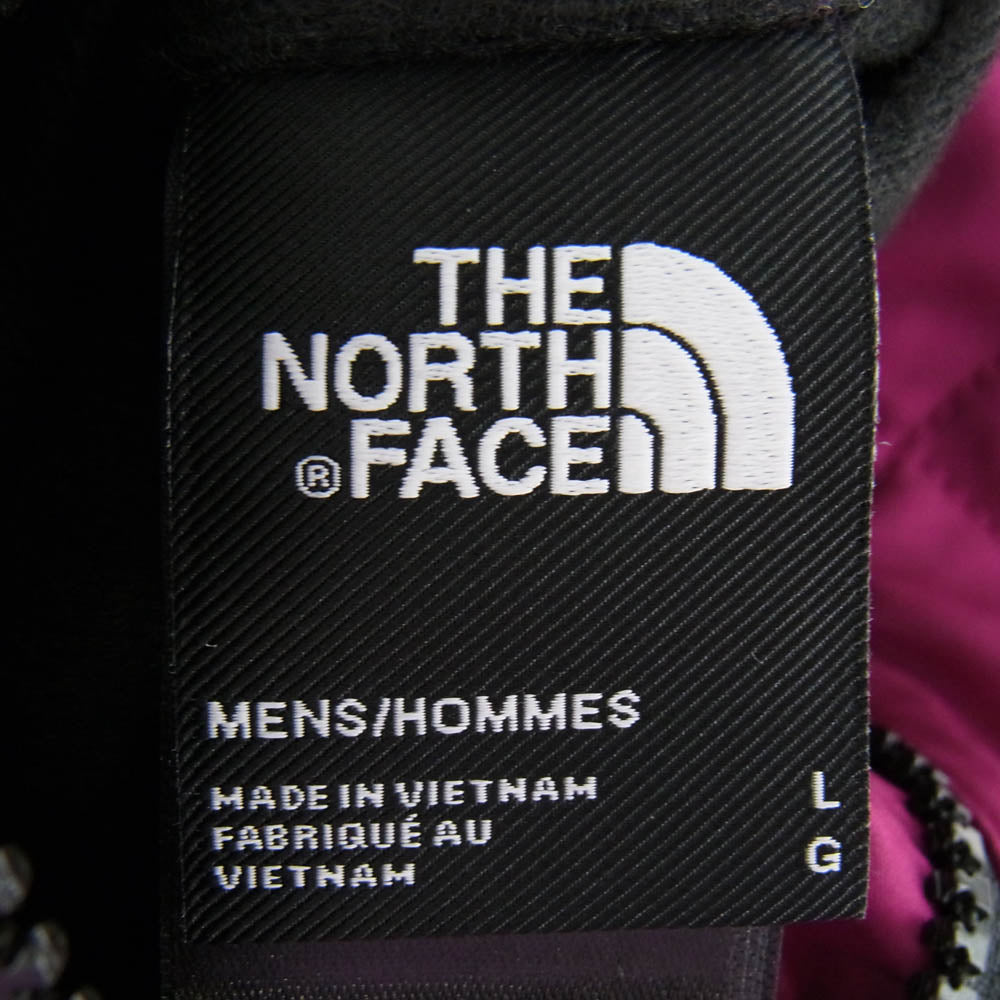 THE
NORTH
®FACE
MENS/HOMMES
MADE IN VIETNAM
FABRIQUÉ AU
VIETNAM
L
G